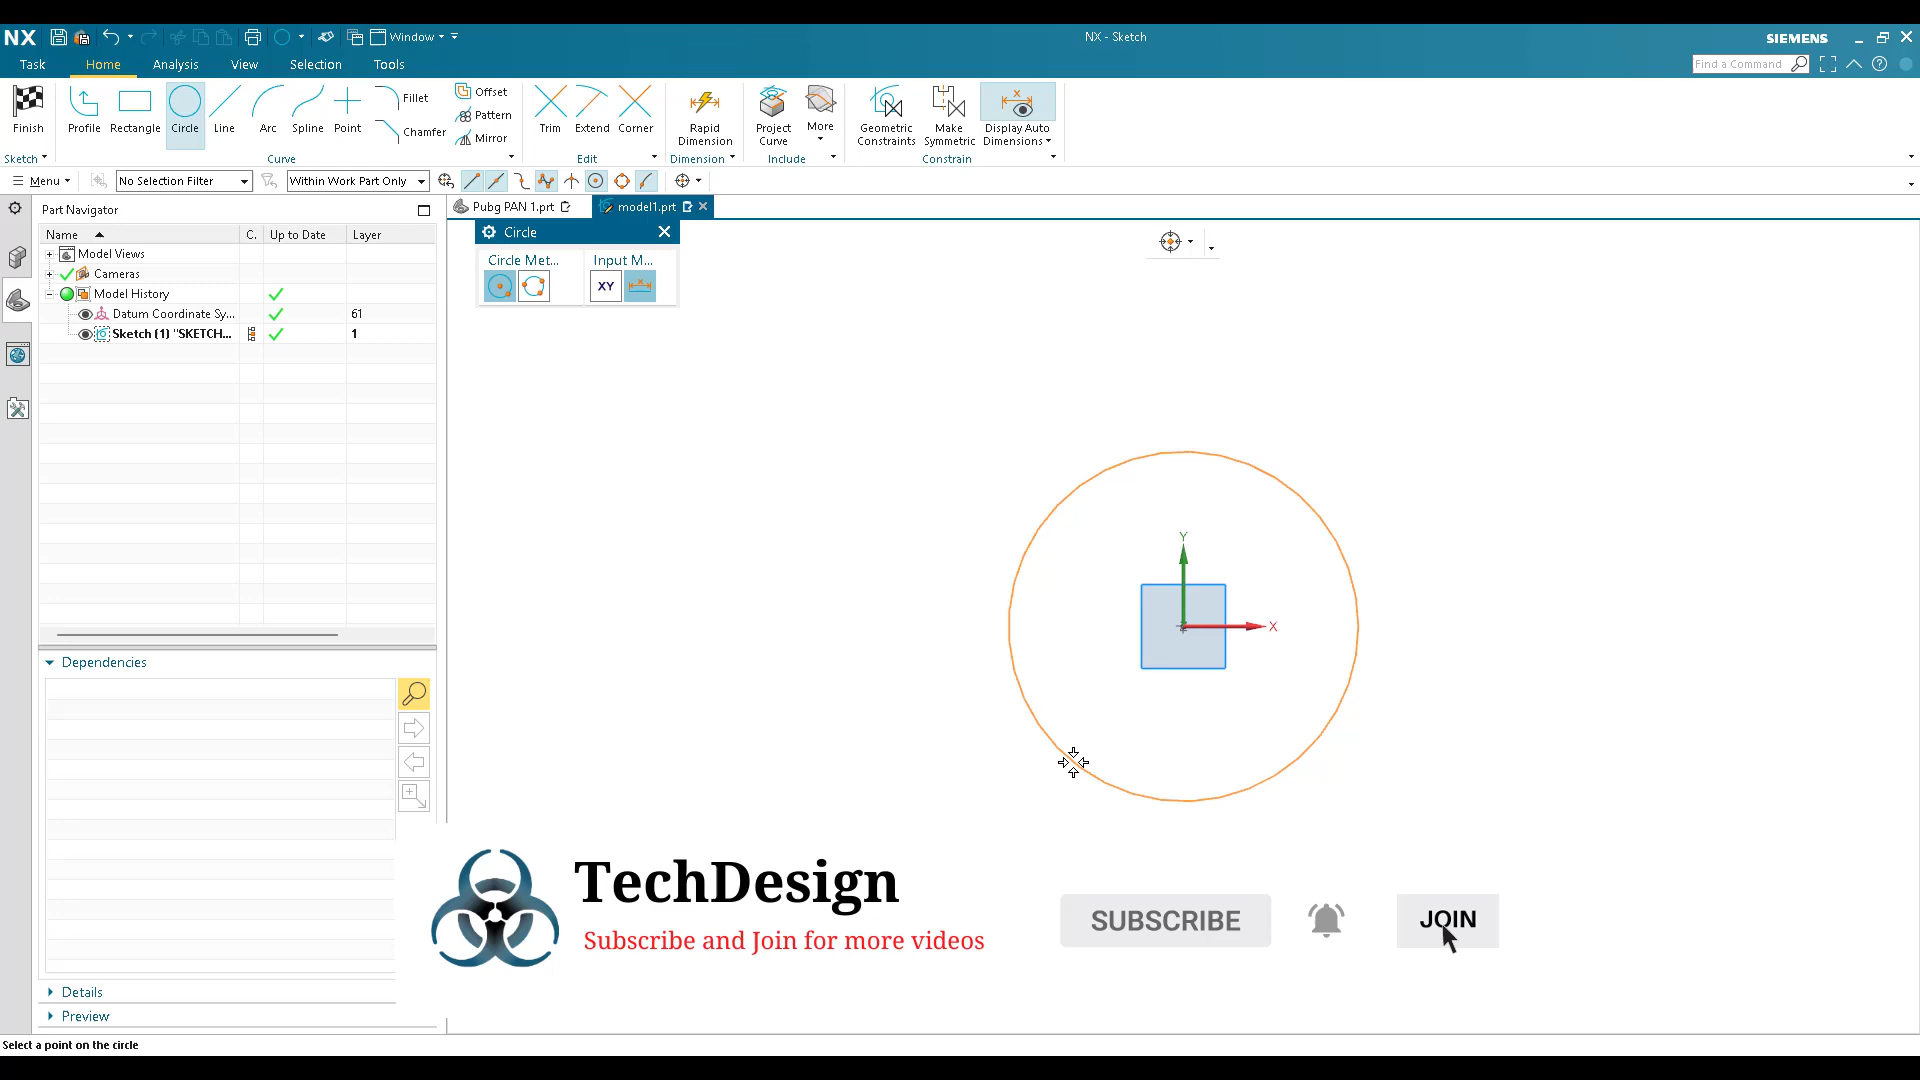 NX
Window
NX - Sketch
SIEMENS
Task
Home
Analysis
View
Selection
Tools
Find a Command
Finish
Profile
Rectangle
Circle
Line
Arc
Spline
Point
Fillet
Chamfer
Offset
Pattern
Mirror
Trim
Extend
Corner
Rapid
Dimension
Project
Curve
More
Geometric
Constraints
Make
Symmetric
Display Auto
Dimensions
Sketch
Curve
Edit
Dimension
Include
Constrain
Menu
No Selection Filter
Within Work Part Only
Part Navigator
Pubg PAN 1.prt
model1.prt
Name
C.
Up to Date
Layer
Model Views
Cameras
Model History
Datum Coordinate Sy...
61
Sketch (1) "SKETCH...
1
Circle
Circle Met...
Input M...
XY
Y
X
Dependencies
Details
Preview
TechDesign
Subscribe and Join for more videos
SUBSCRIBE
JOIN
Select a point on the circle